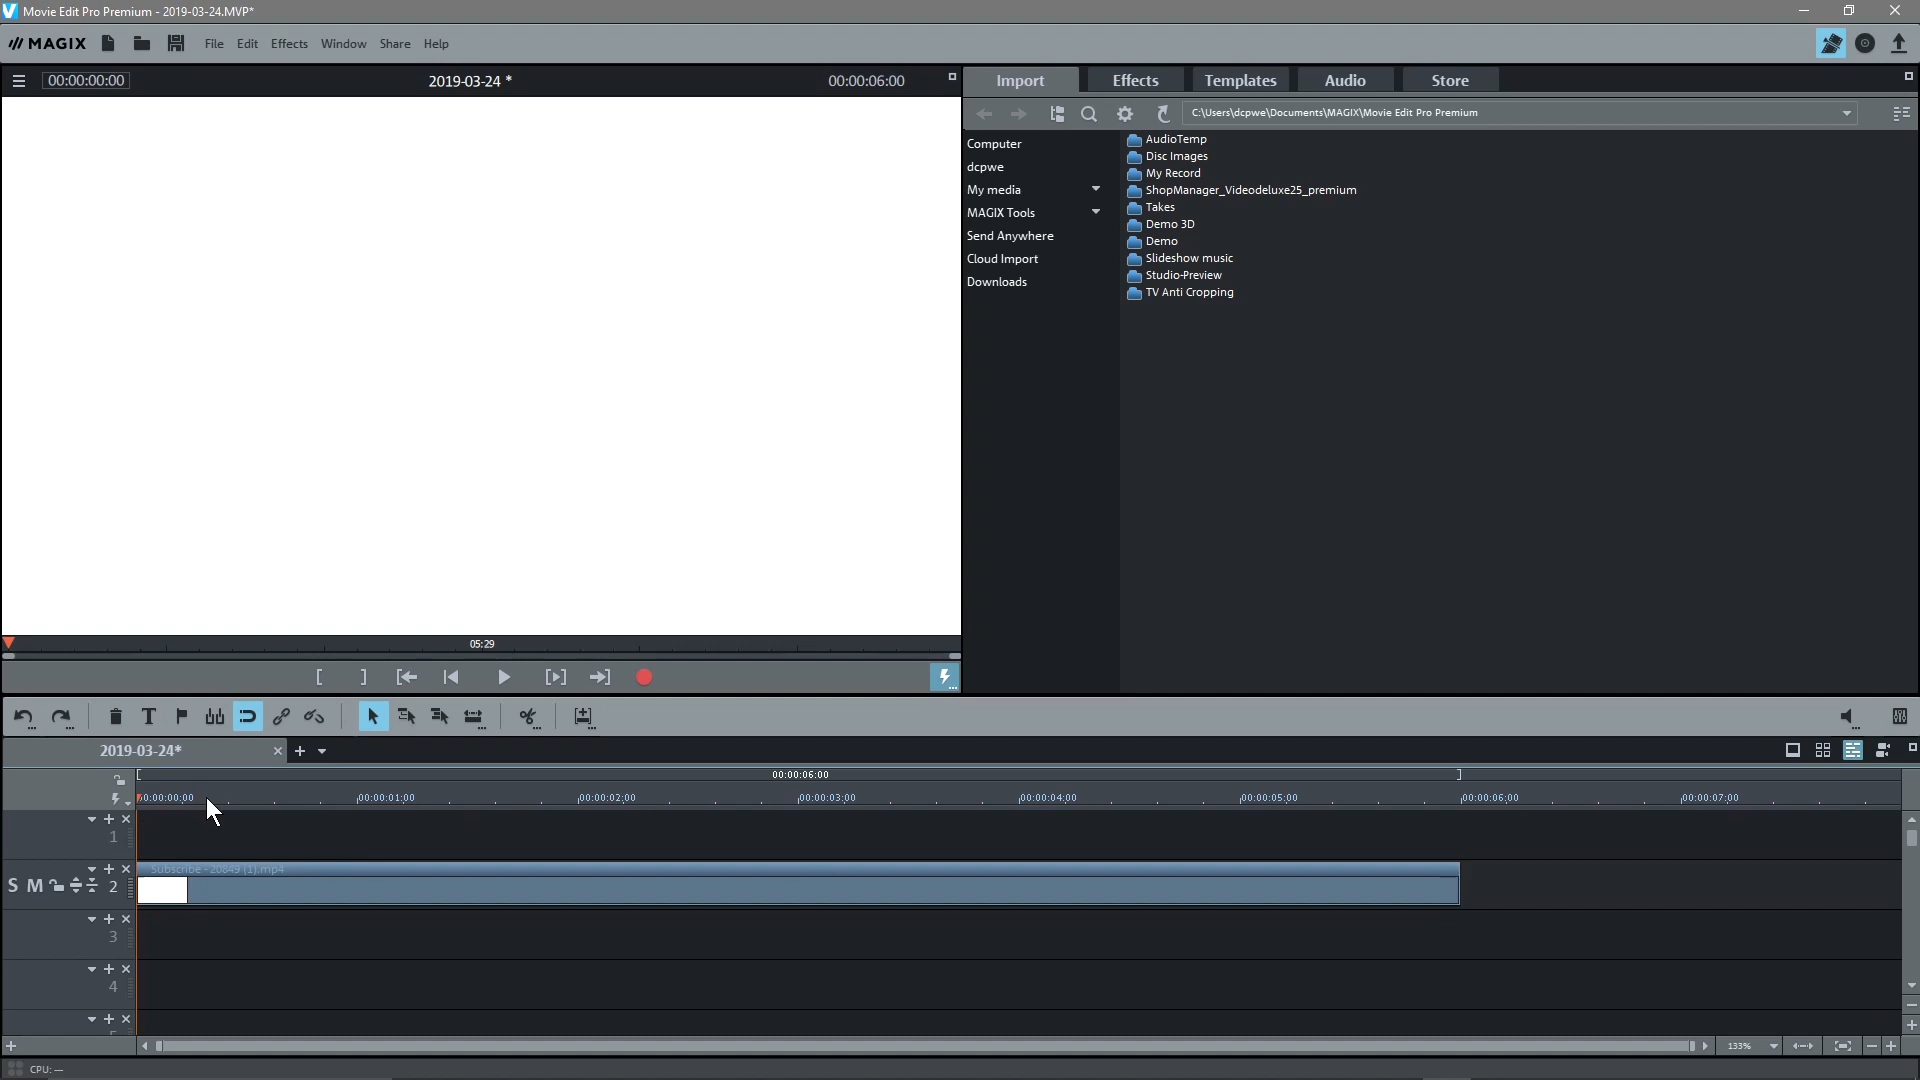 Movie Edit Pro Premium - 2019-03-24.MVP*
MAGIX File Edit Effects Window Share Help
00:00:00:00 2019-03-24 * 00:00:06:00
Import Effects Templates Audio Store
C:\Users\dcpwe\Documents\MAGIX\Movie Edit Pro Premium
Computer
dcpwe
My media
MAGIX Tools
Send Anywhere
Cloud Import
Downloads
AudioTemp
Disc Images
My Record
ShopManager_Videodeluxe25_premium
Takes
Demo 3D
Demo
Slideshow music
Studio-Preview
TV Anti Cropping
05:29
2019-03-24*
00:00:06:00
00:00:00:00 00:00:01:00 00:00:02:00 00:00:03:00 00:00:04:00 00:00:05:00 00:00:06:00 00:00:07:00
1
Subscribe - 20849 (1).mp4
S M 2
3
4
133%
CPU: —